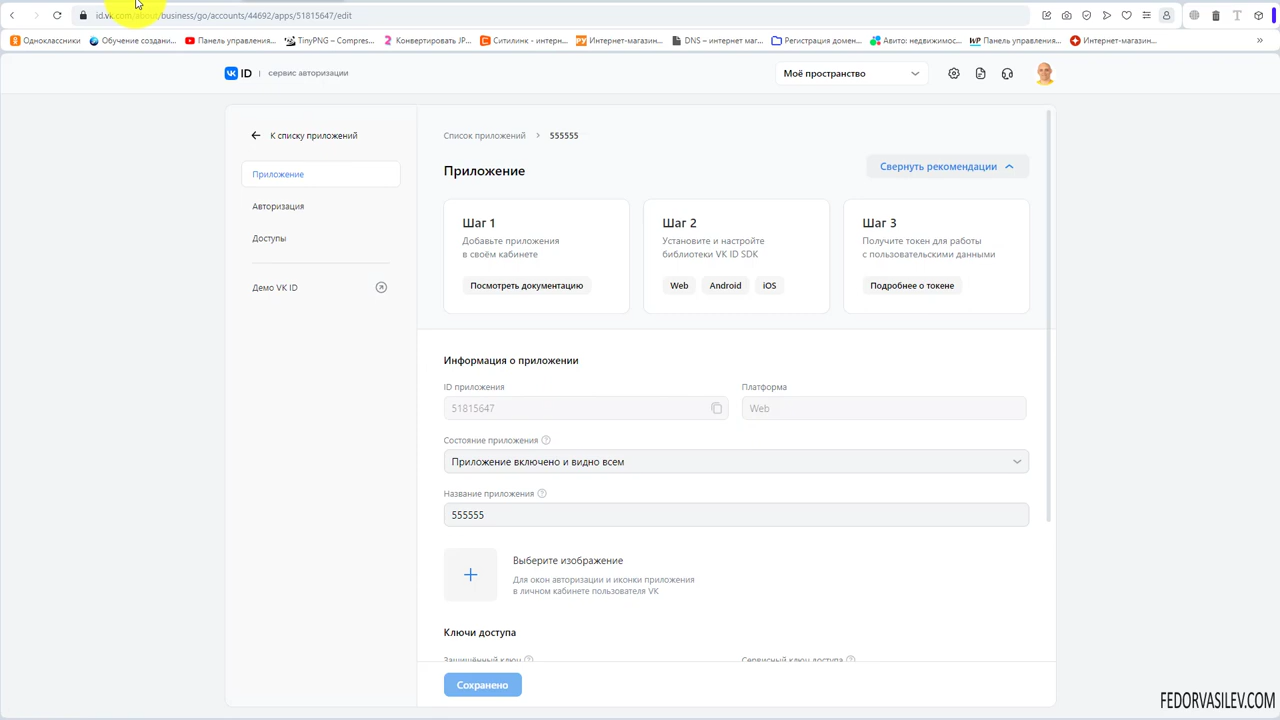 id.vk.com/about/business/go/accounts/44692/apps/51815647/edit
Одноклассники
Обучение создани...
Панель управления...
TinyPNG – Compres...
Конвертировать JP...
Ситилинк - интерн...
Интернет-магазин...
DNS – интернет маг...
Регистрация домен...
Авито: недвижимос...
Панель управления...
Интернет-магазин...
ID | сервис авторизации
Моё пространство
К списку приложений
Приложение
Авторизация
Доступы
Демо VK ID
Список приложений > 555555
Приложение
Свернуть рекомендации
Шаг 1
Добавьте приложения
в своём кабинете
Посмотреть документацию
Шаг 2
Установите и настройте
библиотеки VK ID SDK
Web
Android
iOS
Шаг 3
Получите токен для работы
с пользовательскими данными
Подробнее о токене
Информация о приложении
ID приложения
51815647
Платформа
Web
Состояние приложения
Приложение включено и видно всем
Название приложения
555555
Выберите изображение
Для окон авторизации и иконки приложения
в личном кабинете пользователя VK
Ключи доступа
Защищённый ключ
Сервисный ключ доступа
Сохранено
FEDORVASILEV.COM